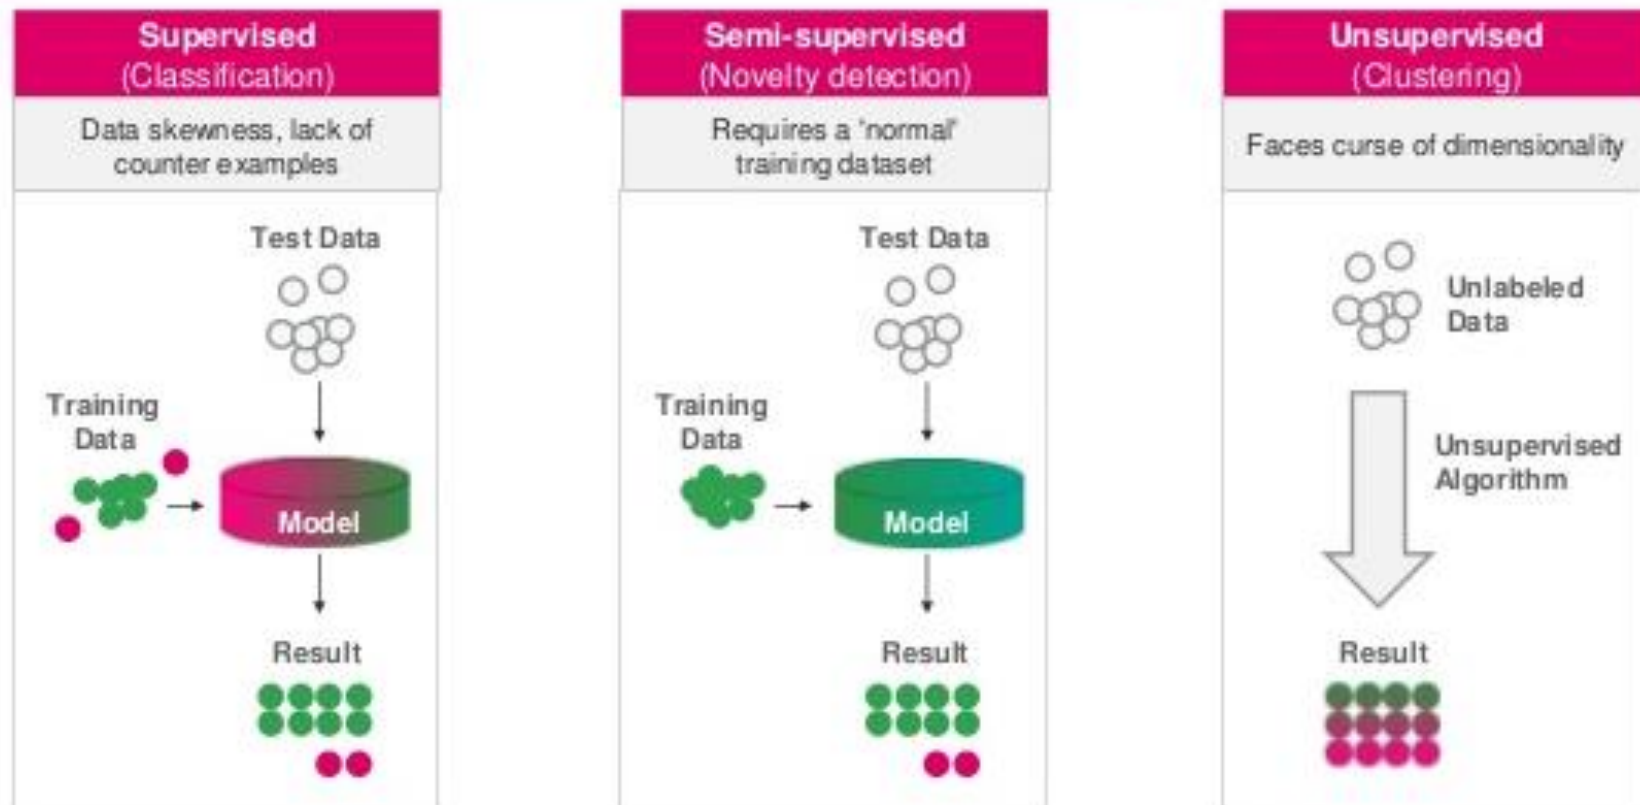 Supervised
(Classification)
Data skewness, lack of
counter examples
Test Data
Training
Data
Model
Result
Semi-supervised
(Novelty detection)
Requires a 'normal'
training dataset
Test Data
Training
Data
Model
Result
Unsupervised
(Clustering)
Faces curse of dimensionality
Unlabeled
Data
Unsupervised
Algorithm
Result